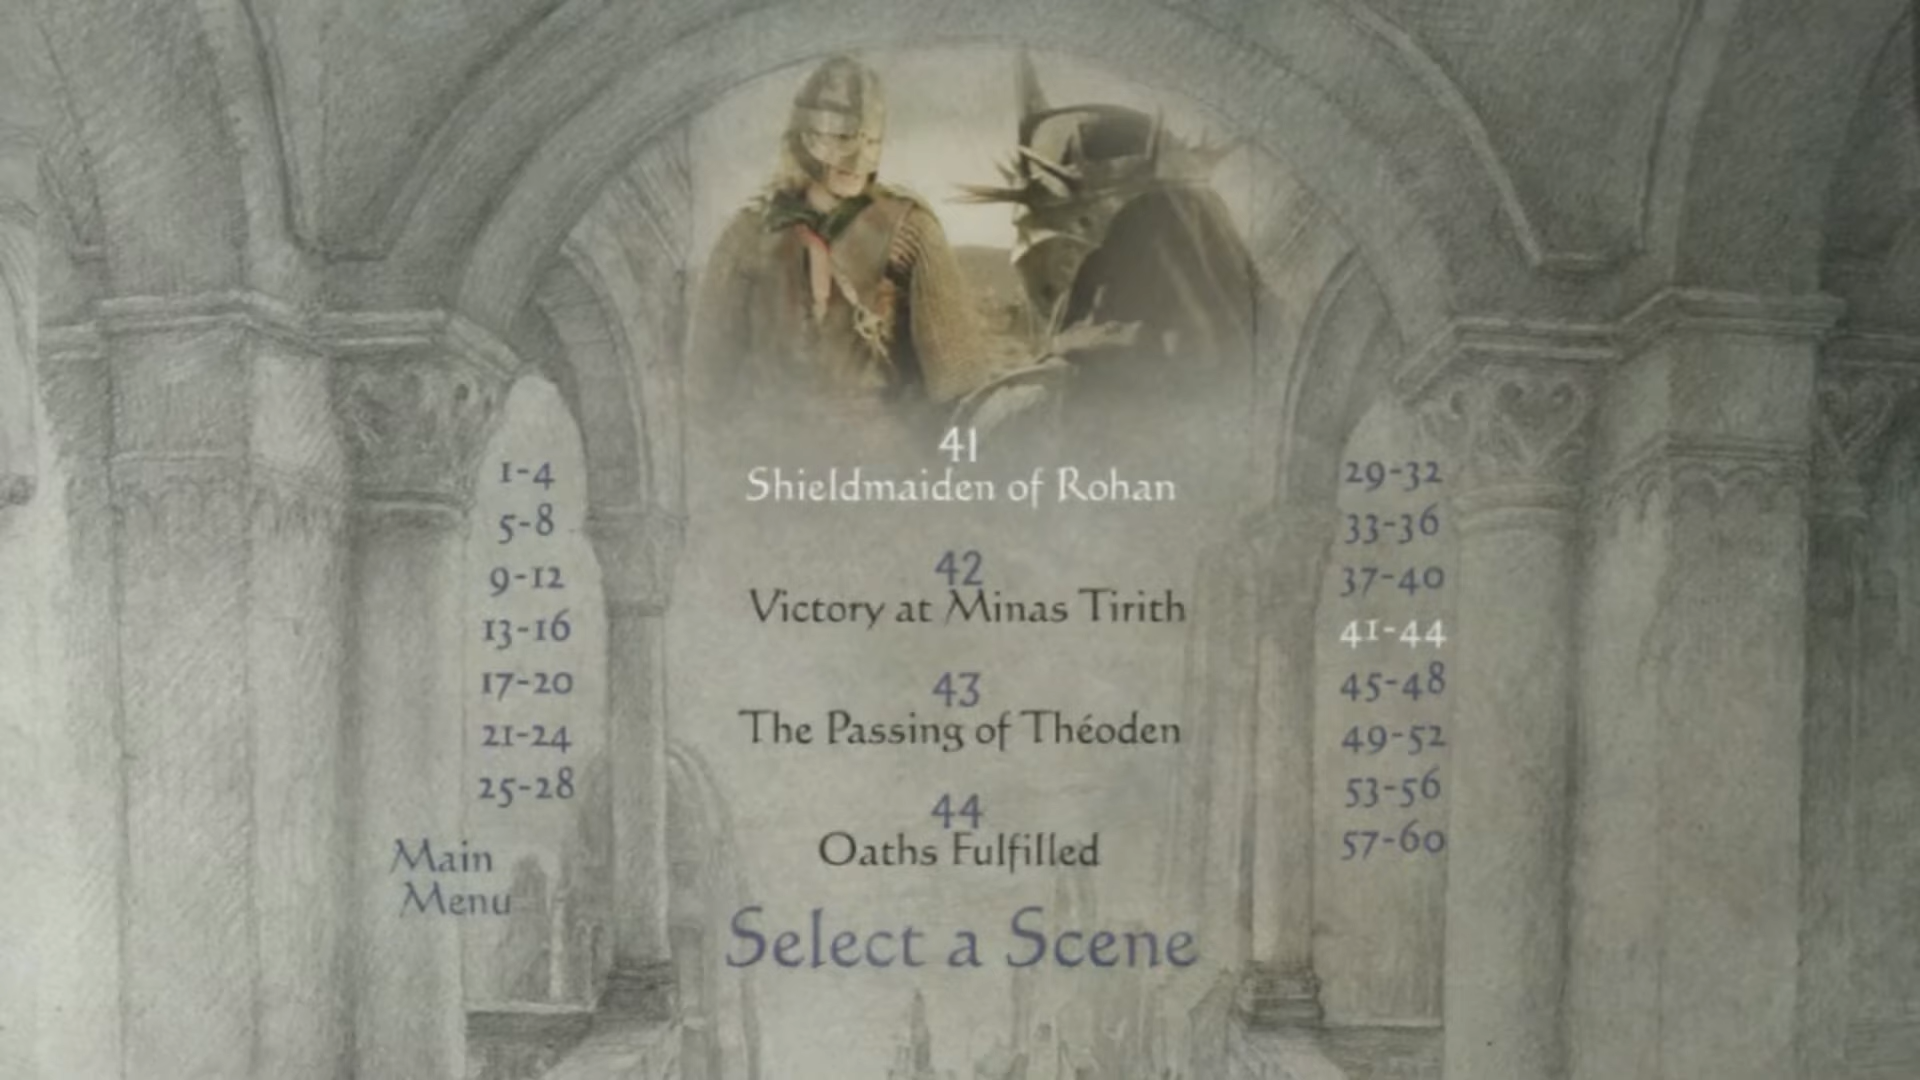 1-4
5-8
9-12
13-16
17-20
21-24
25-28
Main
Menu
41
Shieldmaiden of Rohan
42
Victory at Minas Tirith
43
The Passing of Théoden
44
Oaths Fulfilled
Select a Scene
29-32
33-36
37-40
41-44
45-48
49-52
53-56
57-60